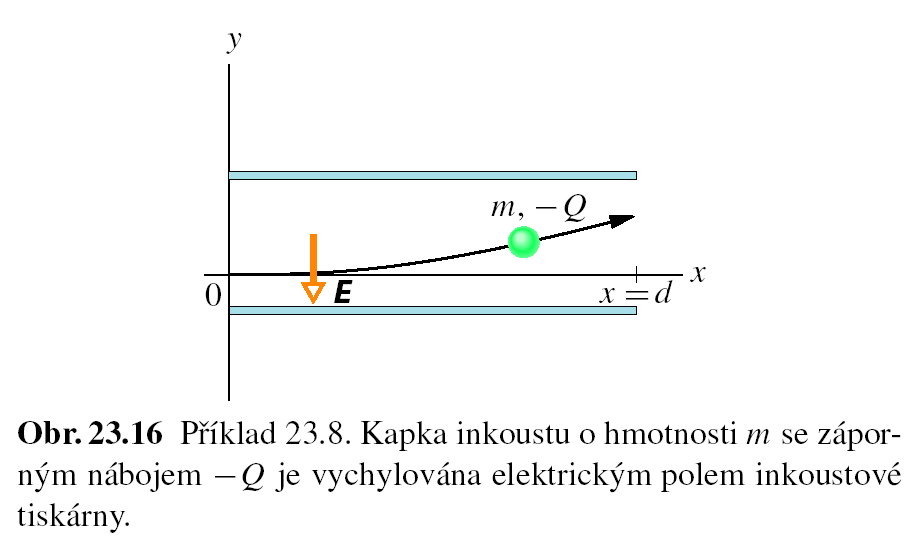 y
m, −Q
x
0
E
x = d
Obr. 23.16 Příklad 23.8. Kapka inkoustu o hmotnosti m se zápor-
ným nábojem −Q je vychylována elektrickým polem inkoustové
tiskárny.